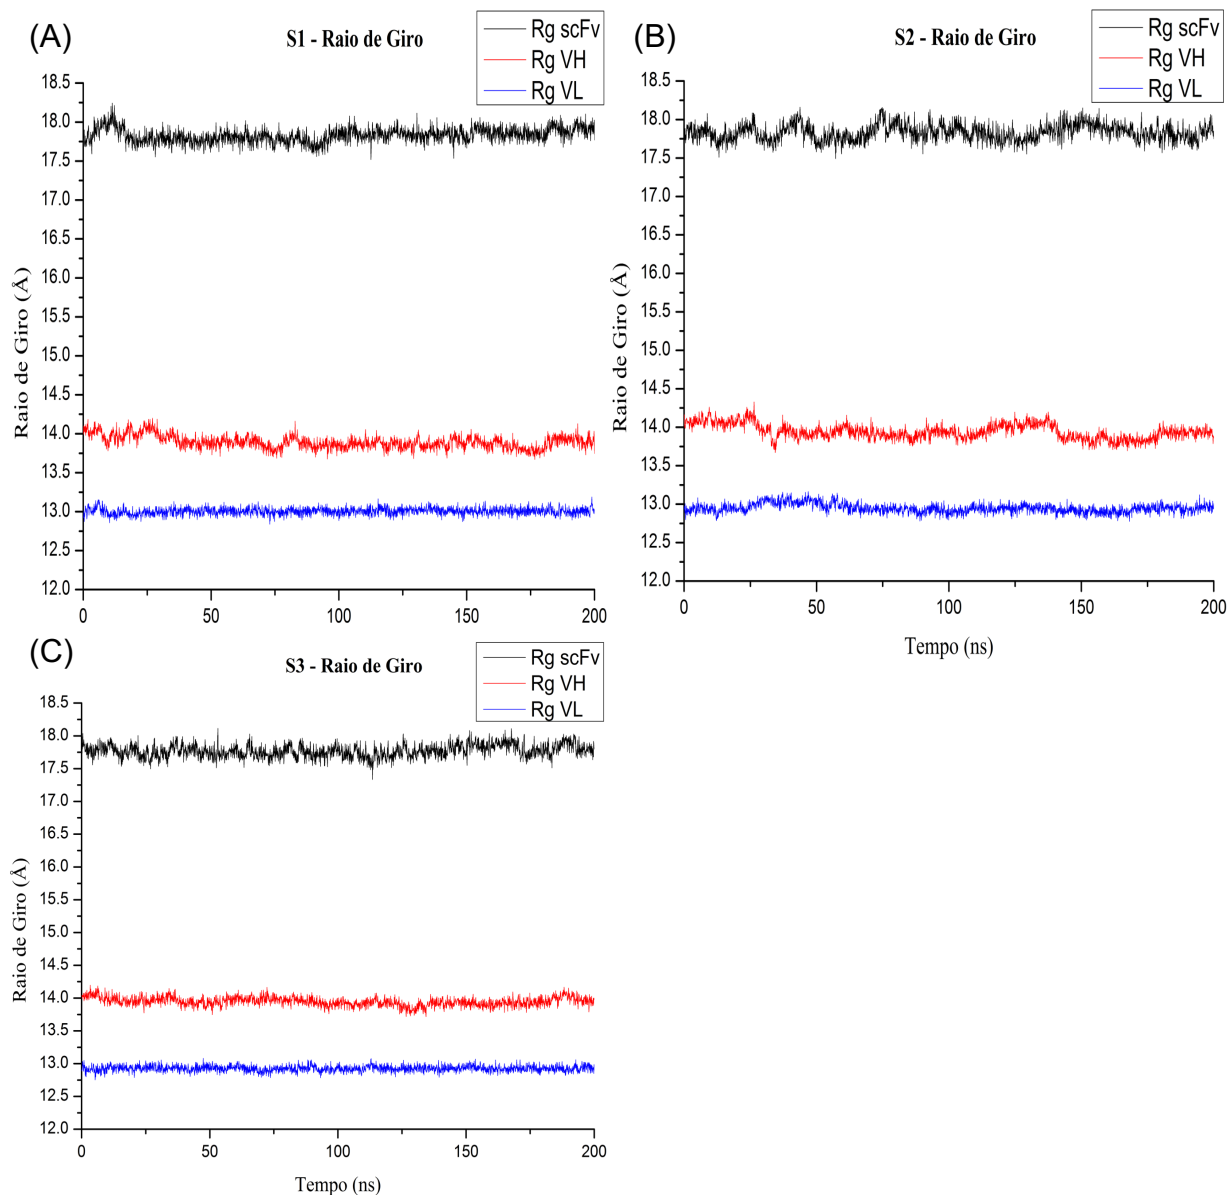 (A)
S1 - Raio de Giro
Rg scFv
Rg VH
Rg VL
Raio de Giro (Å)
18.5
18.0
17.5
17.0
16.5
16.0
15.5
15.0
14.5
14.0
13.5
13.0
12.5
12.0
0 50 100 150 200
(B)
S2 - Raio de Giro
Rg scFv
Rg VH
Rg VL
Raio de Giro (Å)
18.5
18.0
17.5
17.0
16.5
16.0
15.5
15.0
14.5
14.0
13.5
13.0
12.5
12.0
0 50 100 150 200
Tempo (ns)
(C)
S3 - Raio de Giro
Rg scFv
Rg VH
Rg VL
Raio de Giro (Å)
18.5
18.0
17.5
17.0
16.5
16.0
15.5
15.0
14.5
14.0
13.5
13.0
12.5
12.0
0 50 100 150 200
Tempo (ns)